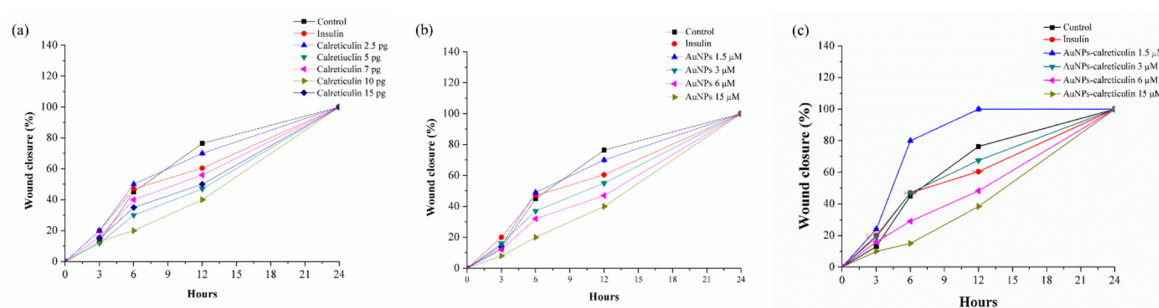 (a)
Control
Insulin
Calreticulin 2.5 pg
Calretiuclin 5 pg
Calreticulin 7 pg
Calreticulin 10 pg
Calreticulin 15 pg
140
120
100
80
60
40
20
0
Wound closure (%)
0 3 6 9 12 15 18 21 24
Hours
(b)
Control
Insulin
AuNPs 1.5 μM
AuNPs 3 μM
AuNPs 6 μM
AuNPs 15 μM
140
120
100
80
60
40
20
0
Wound closure (%)
0 3 6 9 12 15 18 21 24
Hours
(c)
Control
Insulin
AuNPs-calreticulin 1.5 μM
AuNPs-calreticulin 3 μM
AuNPs-calreticulin 6 μM
AuNPs-calreticulin 15 μM
140
120
100
80
60
40
20
0
Wound closure (%)
0 3 6 9 12 15 18 21 24
Hours